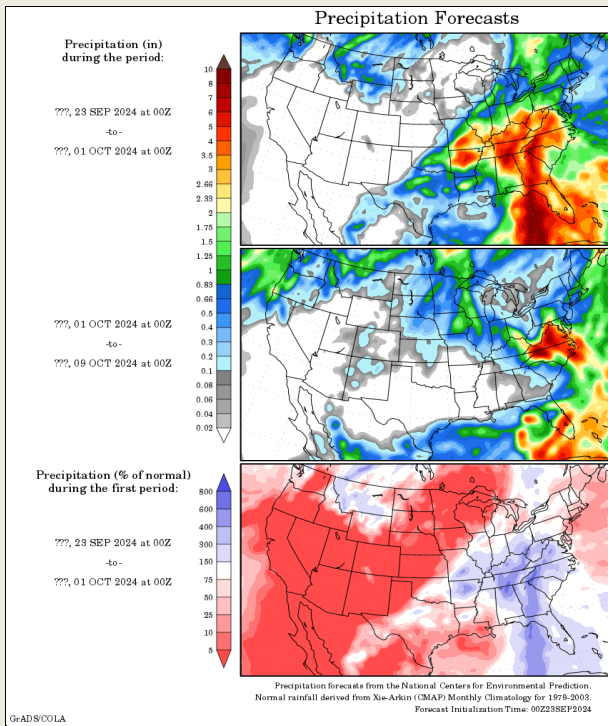 Precipitation Forecasts
Precipitation (in)
during the period:
???, 23 SEP 2024 at 00Z
-to-
???, 01 OCT 2024 at 00Z
10
8
7
6
5
4
3.5
3
2.66
2.33
2
1.75
1.5
1.25
1
0.83
0.66
0.5
0.4
0.3
0.2
0.1
0.08
0.06
0.04
0.02
???, 01 OCT 2024 at 00Z
-to-
???, 09 OCT 2024 at 00Z
Precipitation (% of normal)
during the first period:
???, 23 SEP 2024 at 00Z
-to-
???, 01 OCT 2024 at 00Z
800
600
400
300
150
75
50
25
10
5
Precipitation forecasts from the National Centers for Environmental Prediction.
Normal rainfall derived from Xie-Arkin (CMAP) Monthly Climatology for 1979-2003.
Forecast Initialization Time: 00Z23SEP2024
GrADS/COLA